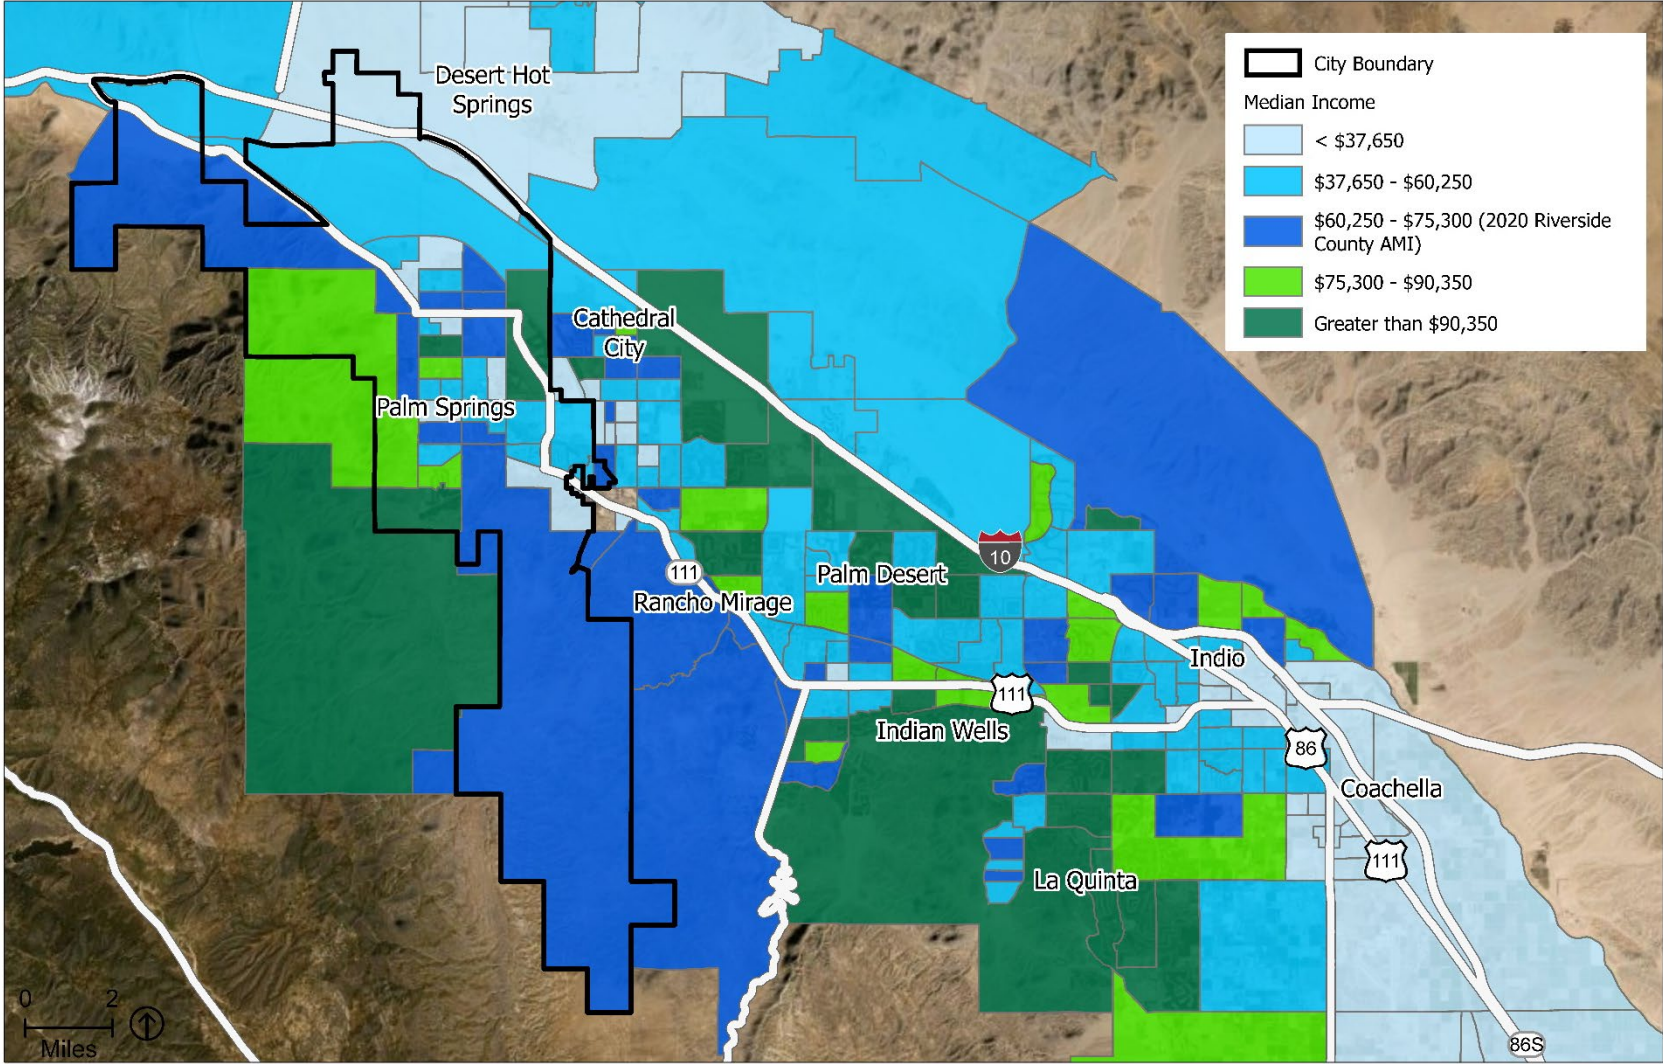 City Boundary
Median Income
< $37,650
$37,650 - $60,250
$60,250 - $75,300 (2020 Riverside
County AMI)
$75,300 - $90,350
Greater than $90,350
Desert Hot
Springs
Cathedral
City
Palm Springs
10
111
Palm Desert
Rancho Mirage
Indio
111
Indian Wells
86
Coachella
111
La Quinta
0 2
Miles
86S